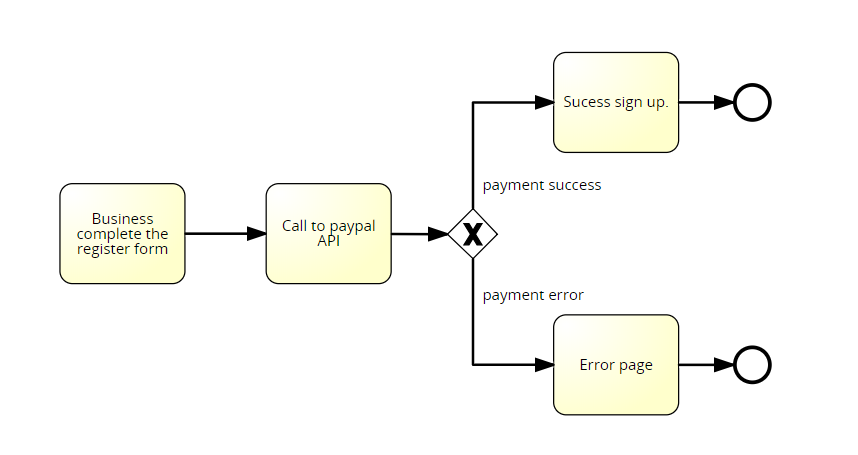 Business
complete the
register form
Call to paypal
API
X
payment success
Sucess sign up.
payment error
Error page